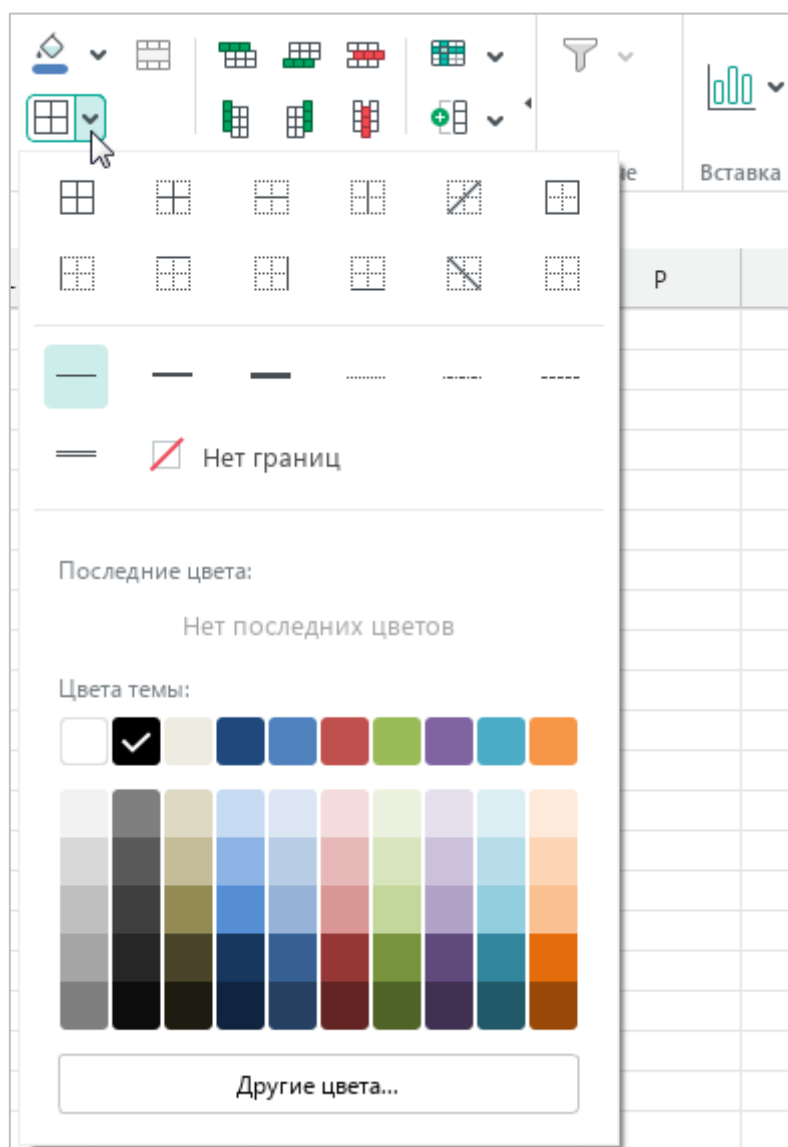 Вставка
P
Нет границ
Последние цвета:
Нет последних цветов
Цвета темы:
Другие цвета...